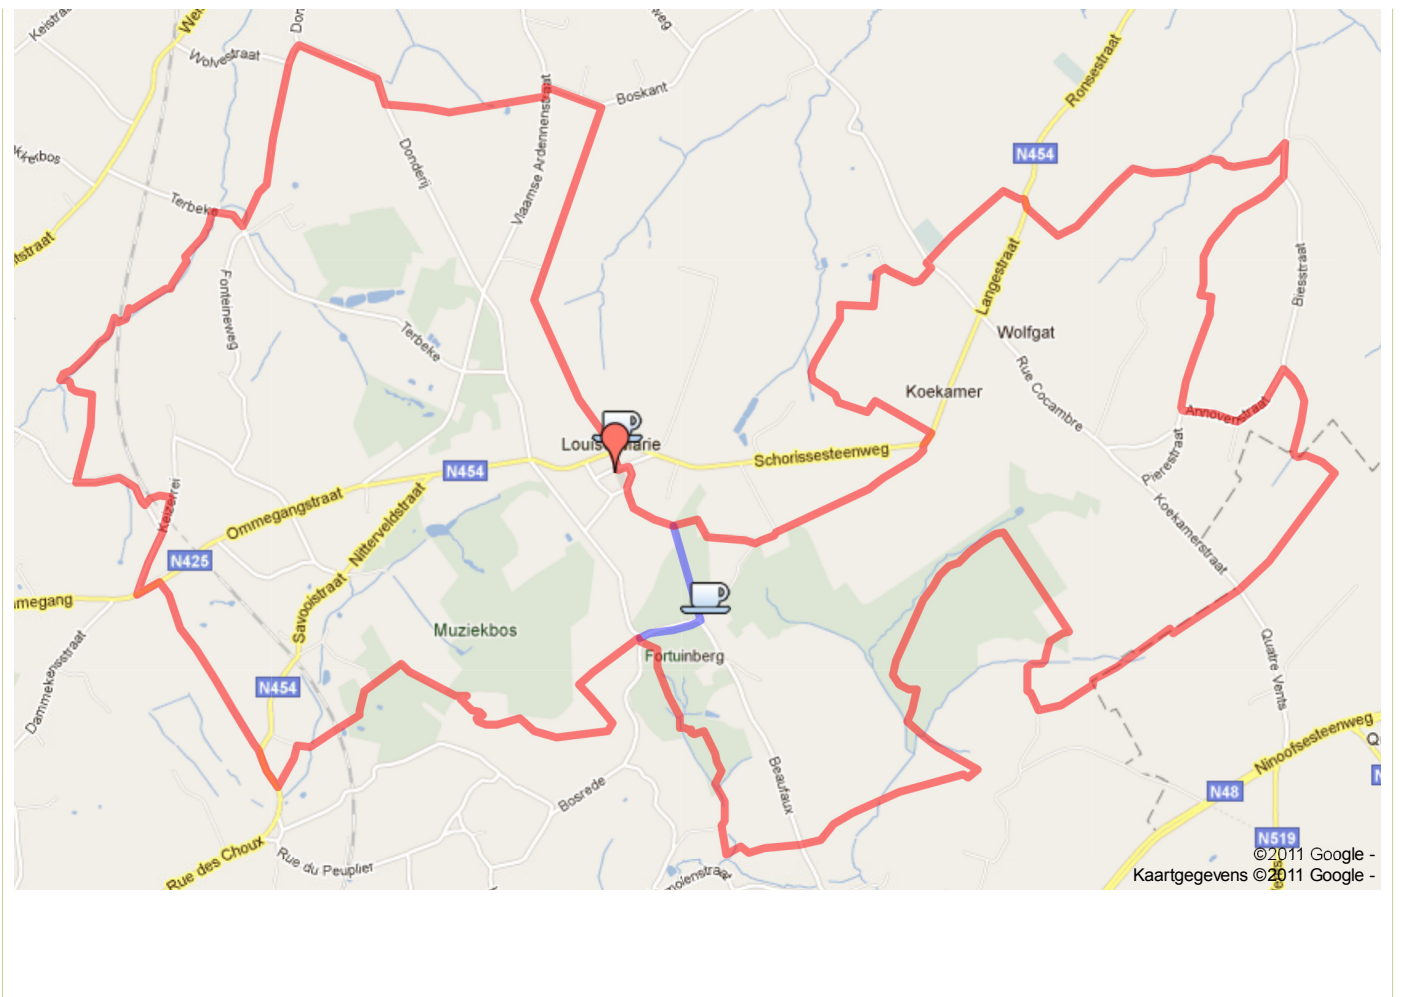 Wolvestraat
Boskant
Ronsestraat
N454
Donderij
Vlaamse Ardennenstraat
Terbeke
Fonteineweg
Terbeke
Langestraat
Biesstraat
Wolfgat
Rue Cocambre
Koekamer
Annovenstraat
Pierestraat
Schorissesteenweg
N454
Ommegangstraat
Nitterveldstraat
Keizerrei
Koekamerstraat
N425
Savooistraat
Muziekbos
Fortuinberg
Dammekensstraat
N454
Quatre Vents
Ninoofsesteenweg
Beaufaux
Bosrede
N48
N519
Rue des Choux
Rue du Peuplier
©2011 Google -
Kaartgegevens ©2011 Google -